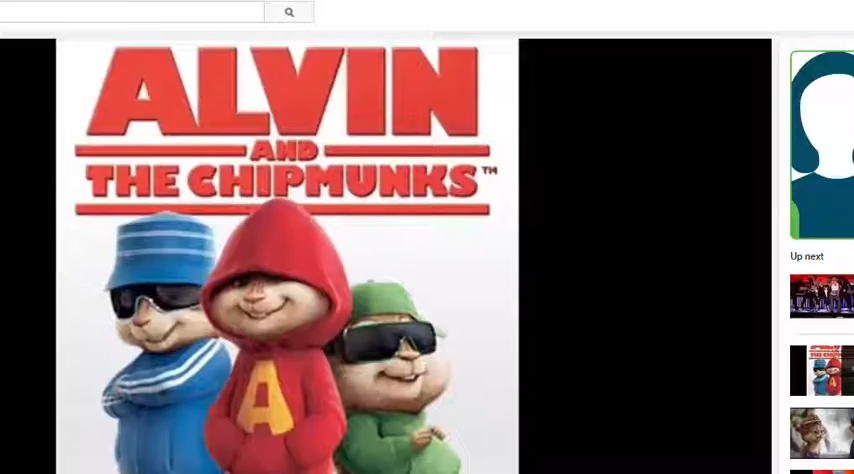 ALVIN
AND
THE CHIPMUNKS™
A
Up next